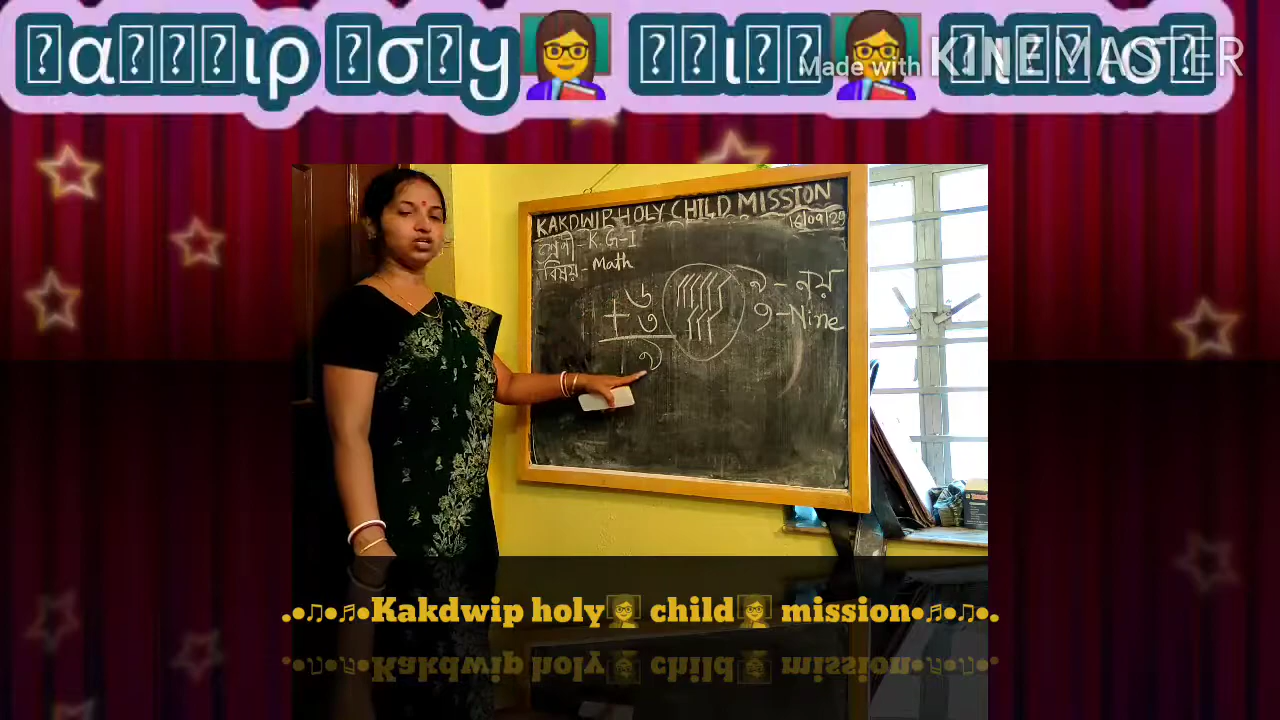 Made with KINEMASTER
KAKDWIP HOLY CHILD MISSION
16/09/20
শ্রেণী - K.G-I
বিষয় - Math
৬
+ ৩
৯
৯ - নয়
9 - Nine
.•♫•♬•Kakdwip holy👩‍🏫 child👩‍🏫 mission•♬•♫•.